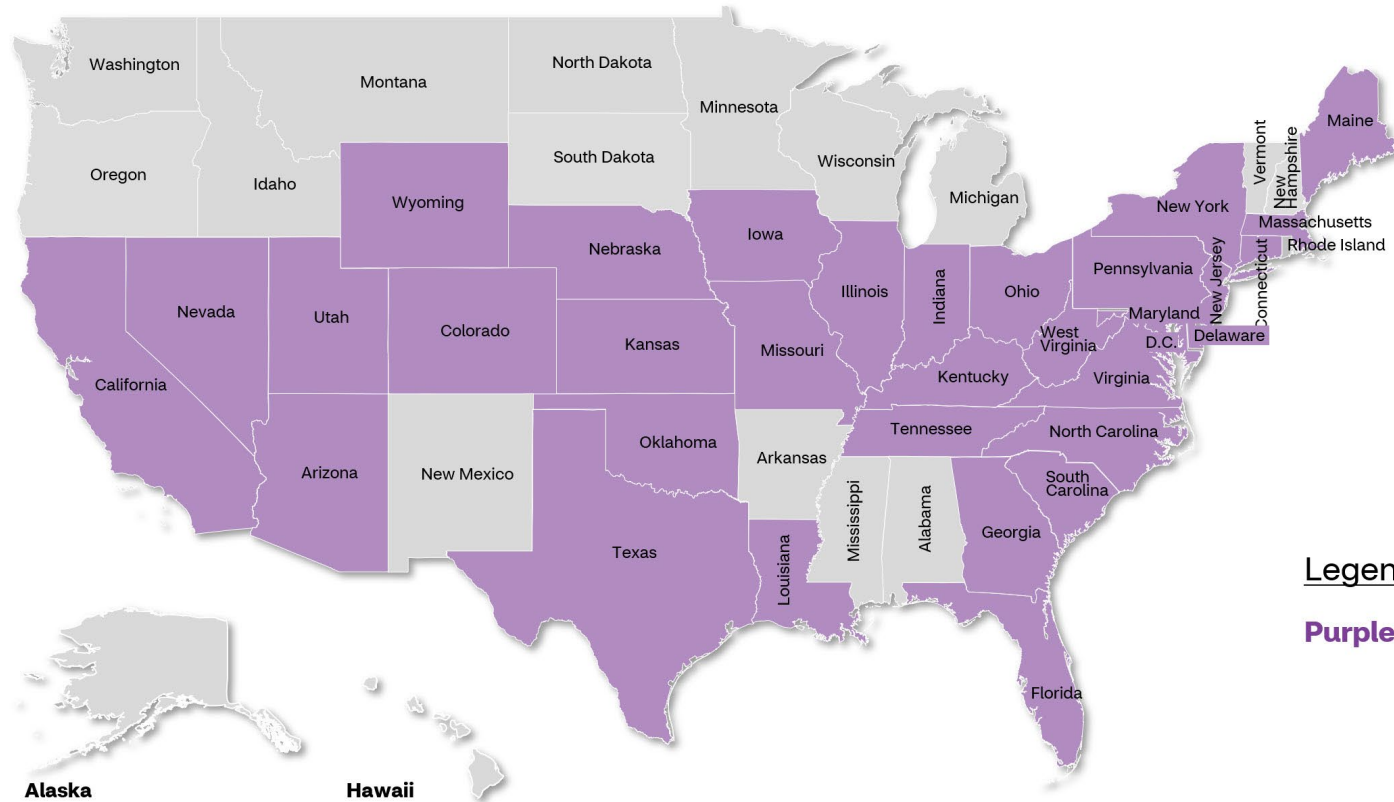 Washington
Montana
North Dakota
Minnesota
Oregon
Idaho
South Dakota
Wisconsin
Michigan
Vermont
New
Hampshire
Maine
Wyoming
Nebraska
Iowa
New York
Massachusetts
Rhode Island
Connecticut
Nevada
Utah
Colorado
Kansas
Missouri
Illinois
Indiana
Ohio
Pennsylvania
New Jersey
Maryland
Delaware
D.C.
West
Virginia
Virginia
Kentucky
California
Arizona
New Mexico
Oklahoma
Arkansas
Tennessee
North Carolina
South
Carolina
Texas
Louisiana
Mississippi
Alabama
Georgia
Florida
Legen
Purple
Alaska
Hawaii